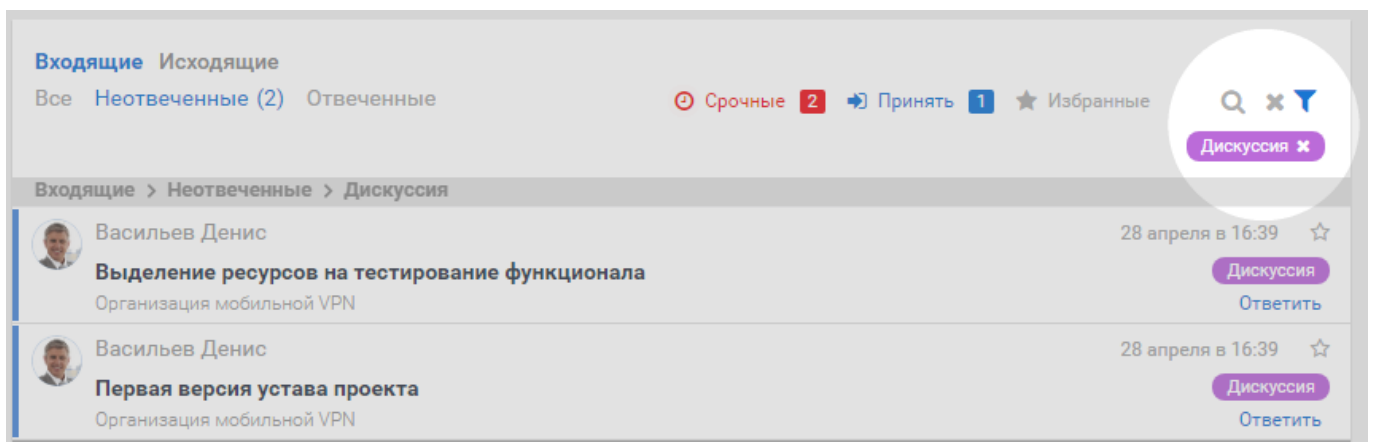 Входящие Исходящие
Все Неотвеченные (2) Отвеченные Срочные 2 Принять 1 Избранные
Дискуссия
Входящие > Неотвеченные > Дискуссия
Васильев Денис 28 апреля в 16:39
Выделение ресурсов на тестирование функционала Дискуссия
Организация мобильной VPN Ответить
Васильев Денис 28 апреля в 16:39
Первая версия устава проекта Дискуссия
Организация мобильной VPN Ответить